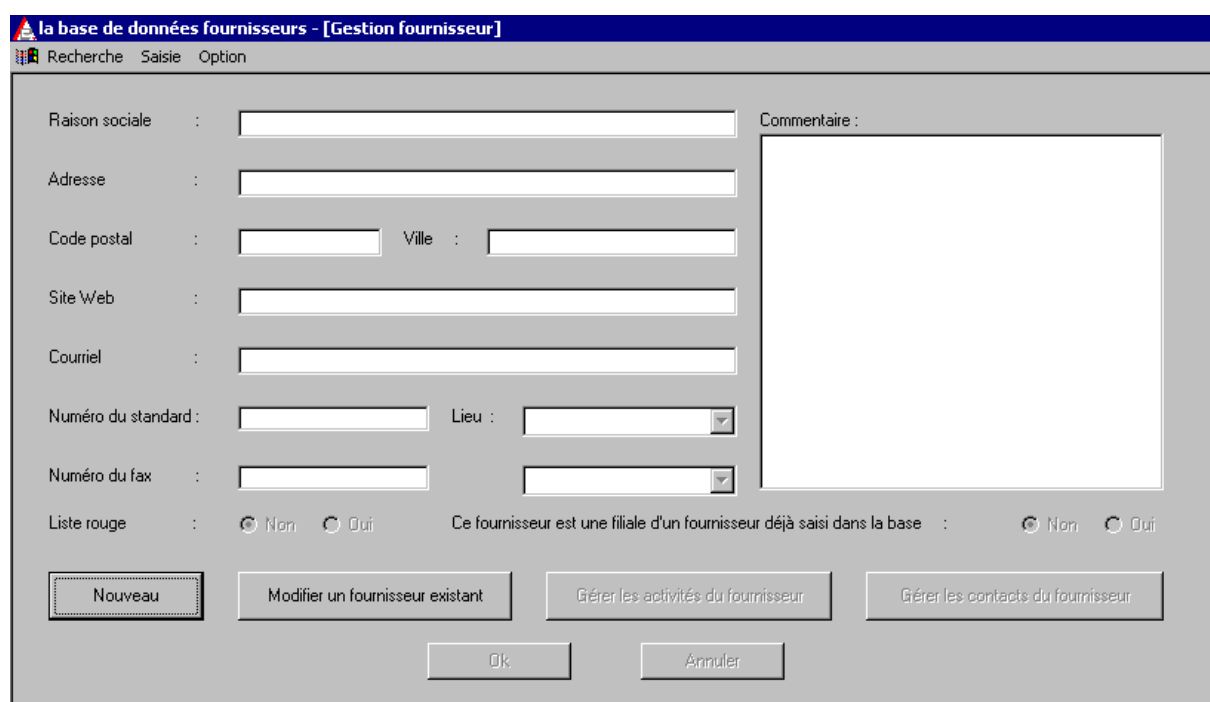 la base de données fournisseurs - [Gestion fournisseur]
Recherche Saisie Option
Raison sociale :
Commentaire :
Adresse :
Code postal : Ville :
Site Web :
Courriel :
Numéro du standard : Lieu :
Numéro du fax :
Liste rouge : Non Oui Ce fournisseur est une filiale d'un fournisseur déjà saisi dans la base : Non Oui
Nouveau Modifier un fournisseur existant Gérer les activités du fournisseur Gérer les contacts du fournisseur
Ok Annuler